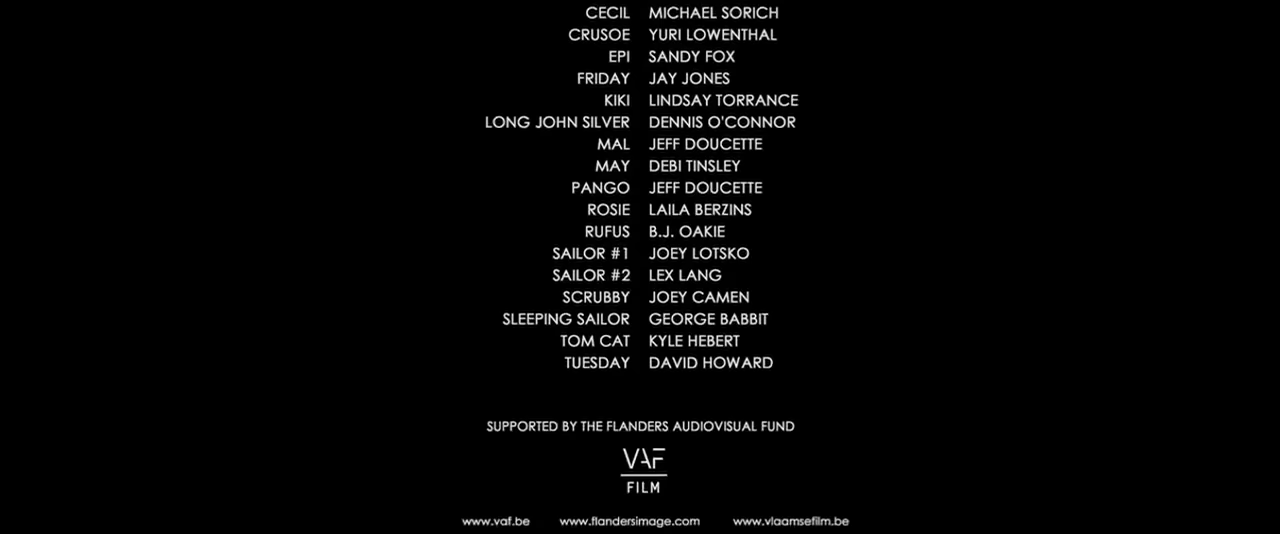 CECIL MICHAEL SORICH
CRUSOE YURI LOWENTHAL
EPI SANDY FOX
FRIDAY JAY JONES
KIKI LINDSAY TORRANCE
LONG JOHN SILVER DENNIS O'CONNOR
MAL JEFF DOUCETTE
MAY DEBI TINSLEY
PANGO JEFF DOUCETTE
ROSIE LAILA BERZINS
RUFUS B.J. OAKIE
SAILOR #1 JOEY LOTSKO
SAILOR #2 LEX LANG
SCRUBBY JOEY CAMEN
SLEEPING SAILOR GEORGE BABBIT
TOM CAT KYLE HEBERT
TUESDAY DAVID HOWARD
SUPPORTED BY THE FLANDERS AUDIOVISUAL FUND
VAF
FILM
www.vaf.be www.flandersimage.com www.vlaamsefilm.be